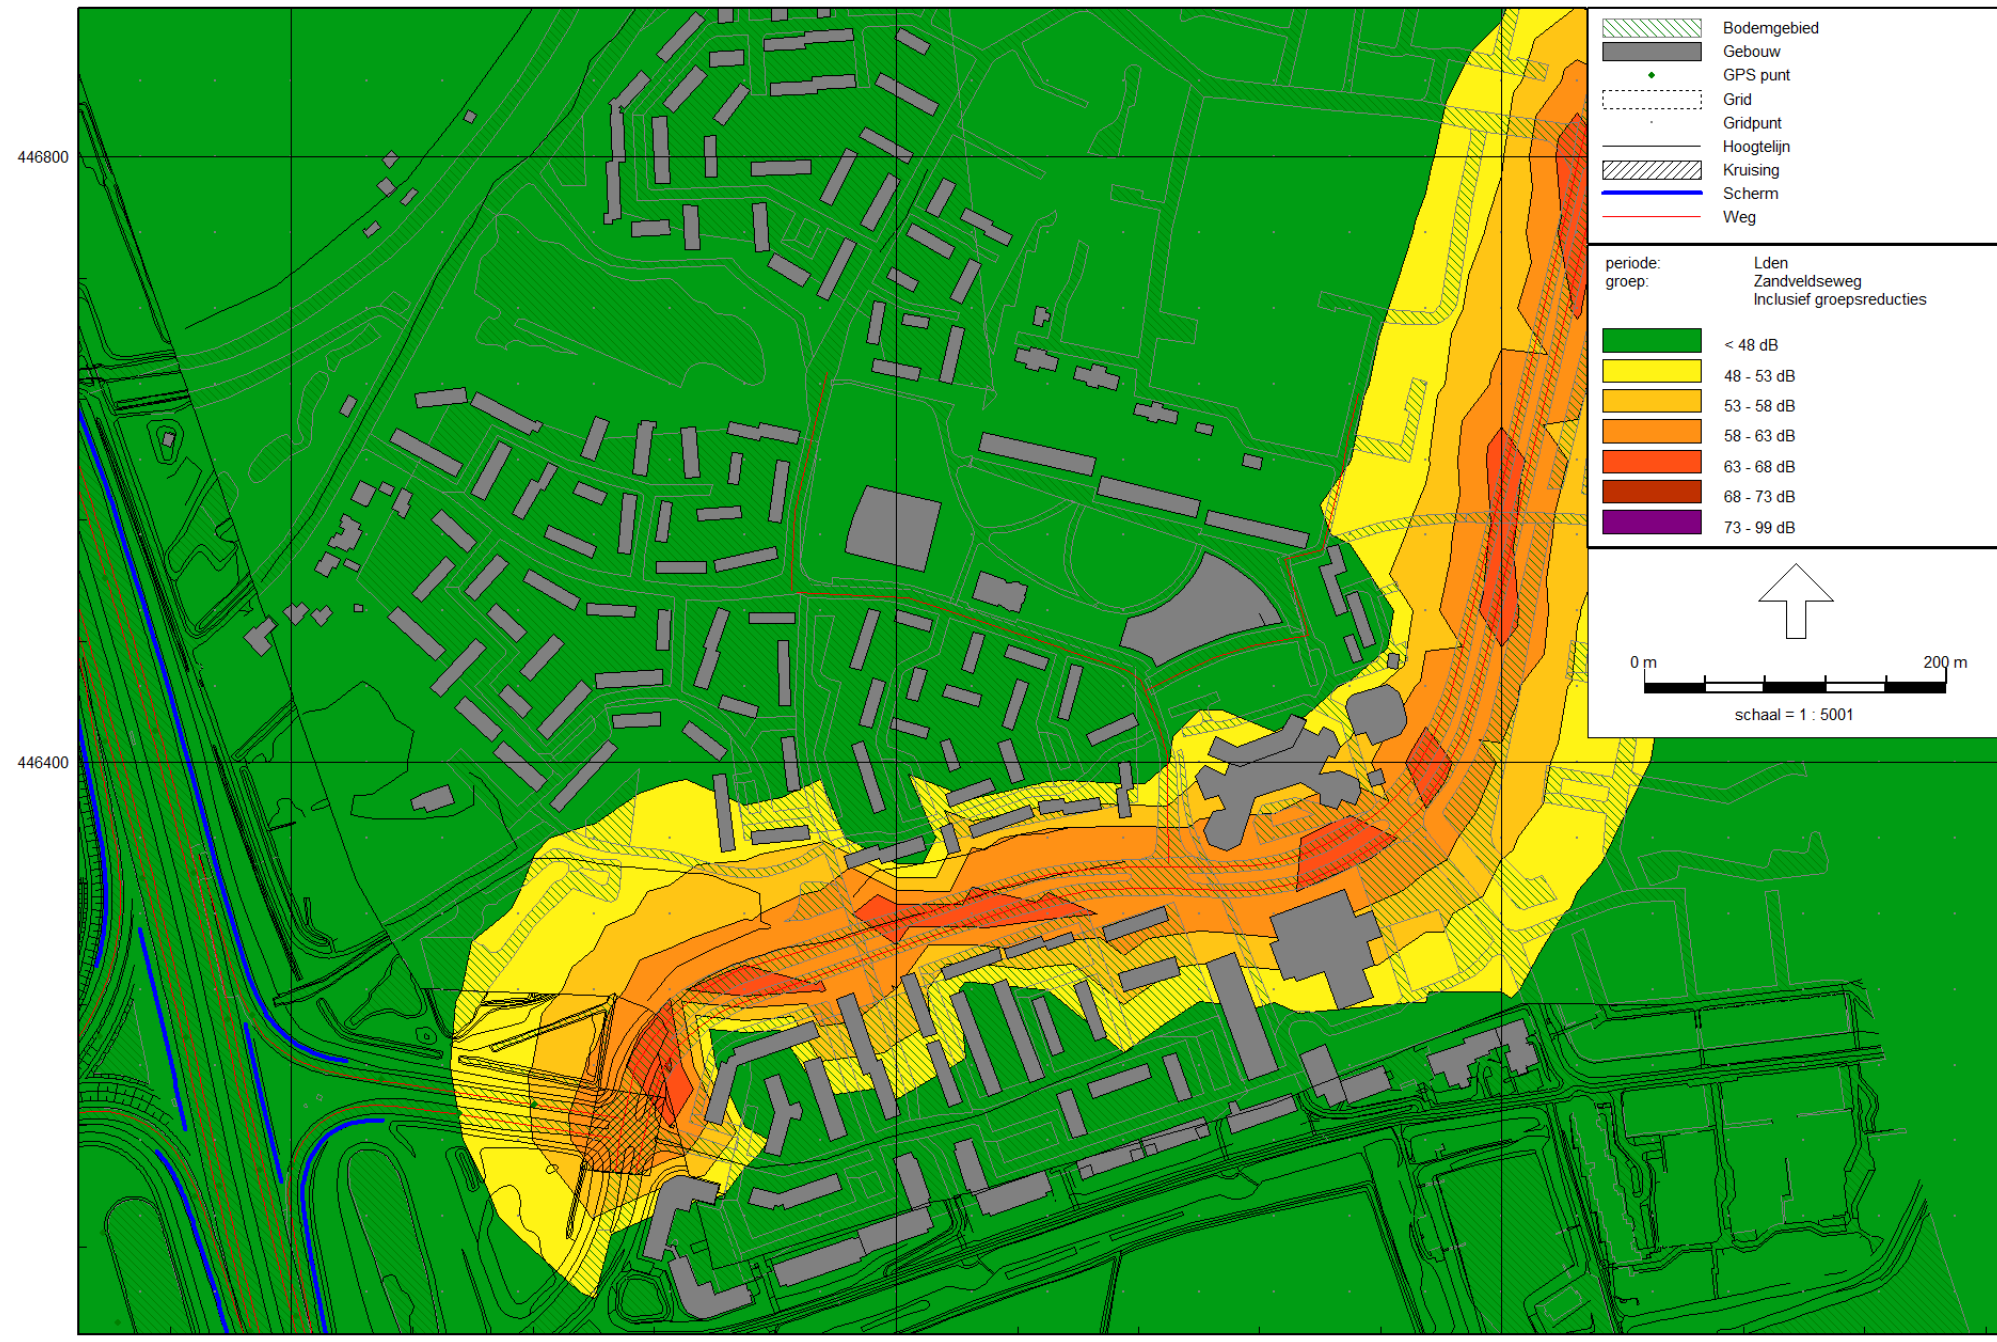 446800
446400
Bodemgebied
Gebouw
GPS punt
Grid
Gridpunt
Hoogtelijn
Kruising
Scherm
Weg
periode: Lden
groep: Zandveldseweg
Inclusief groepsreducties
< 48 dB
48 - 53 dB
53 - 58 dB
58 - 63 dB
63 - 68 dB
68 - 73 dB
73 - 99 dB
0 m 200 m
schaal = 1 : 5001